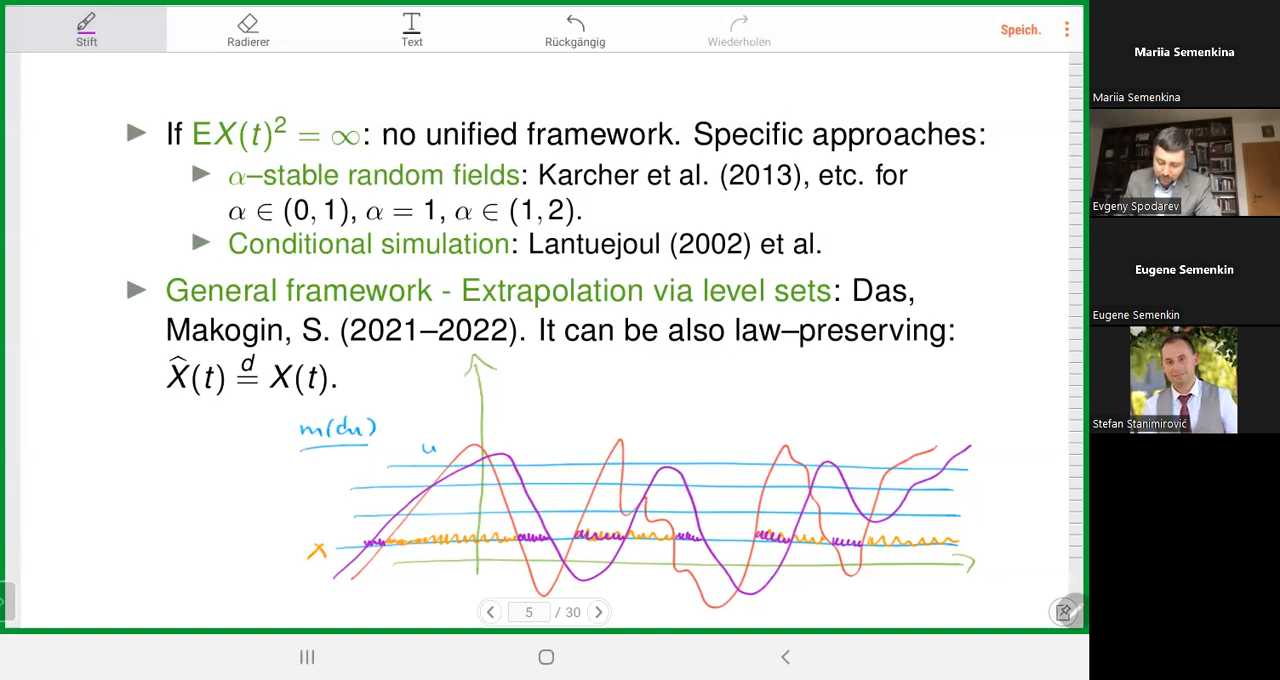 Stift
Radierer
Text
Rückgängig
Wiederholen
Speich.
If EX(t)² = ∞: no unified framework. Specific approaches:
α–stable random fields: Karcher et al. (2013), etc. for
α ∈ (0, 1), α = 1, α ∈ (1, 2).
Conditional simulation: Lantuejoul (2002) et al.
General framework - Extrapolation via level sets: Das,
Makogin, S. (2021–2022). It can be also law–preserving:
X̂(t) d= X(t).
m(du)
u
x
5 / 30
Mariia Semenkina
Mariia Semenkina
Evgeny Spodarev
Eugene Semenkin
Eugene Semenkin
Stefan Stanimirović